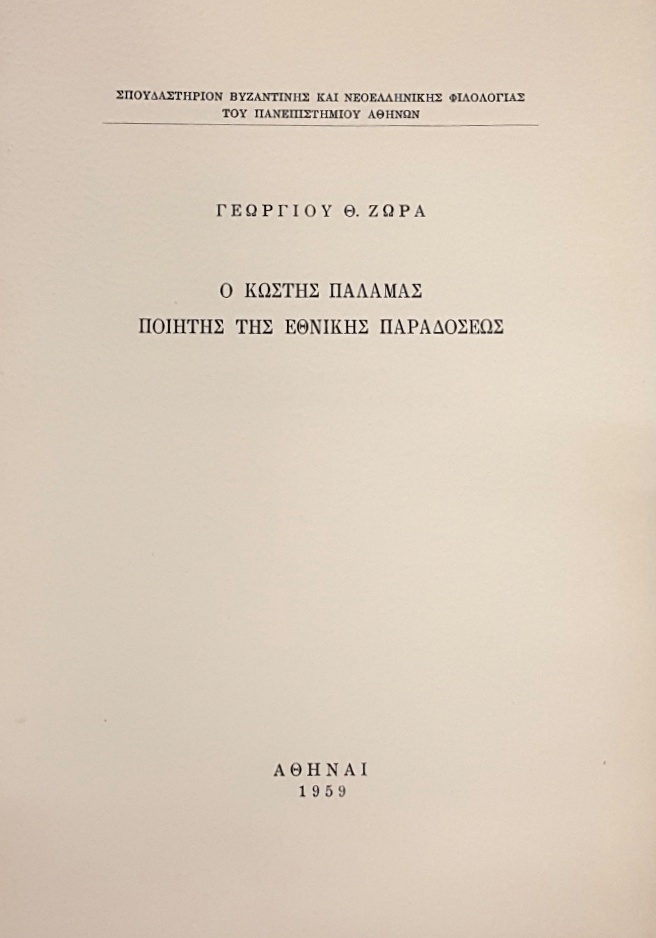 ΣΠΟΥΔΑΣΤΗΡΙΟΝ ΒΥΖΑΝΤΙΝΗΣ ΚΑΙ ΝΕΟΕΛΛΗΝΙΚΗΣ ΦΙΛΟΛΟΓΙΑΣ
ΤΟΥ ΠΑΝΕΠΙΣΤΗΜΙΟΥ ΑΘΗΝΩΝ
ΓΕΩΡΓΙΟΥ Θ. ΖΩΡΑ
Ο ΚΩΣΤΗΣ ΠΑΛΑΜΑΣ
ΠΟΙΗΤΗΣ ΤΗΣ ΕΘΝΙΚΗΣ ΠΑΡΑΔΟΣΕΩΣ
ΑΘΗΝΑΙ
1959